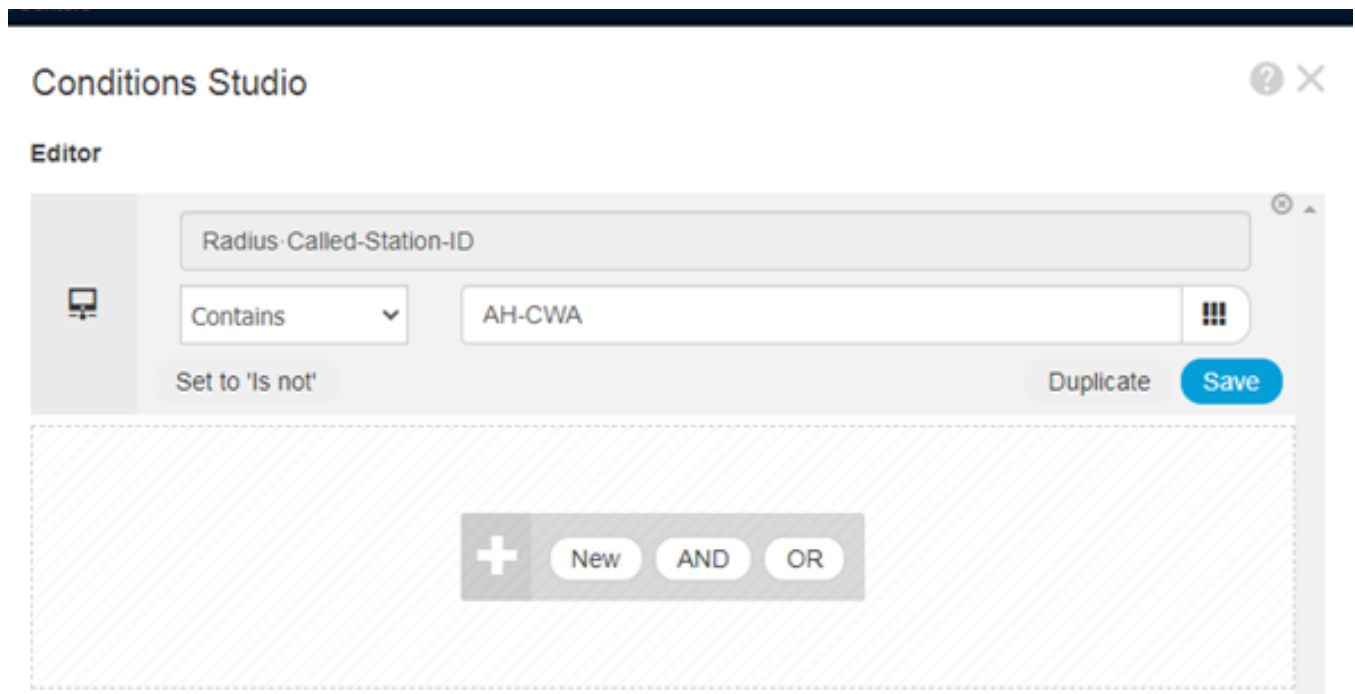 Conditions Studio
Editor
Radius·Called-Station-ID
Contains
AH-CWA
Set to 'Is not'
Duplicate
Save
New
AND
OR